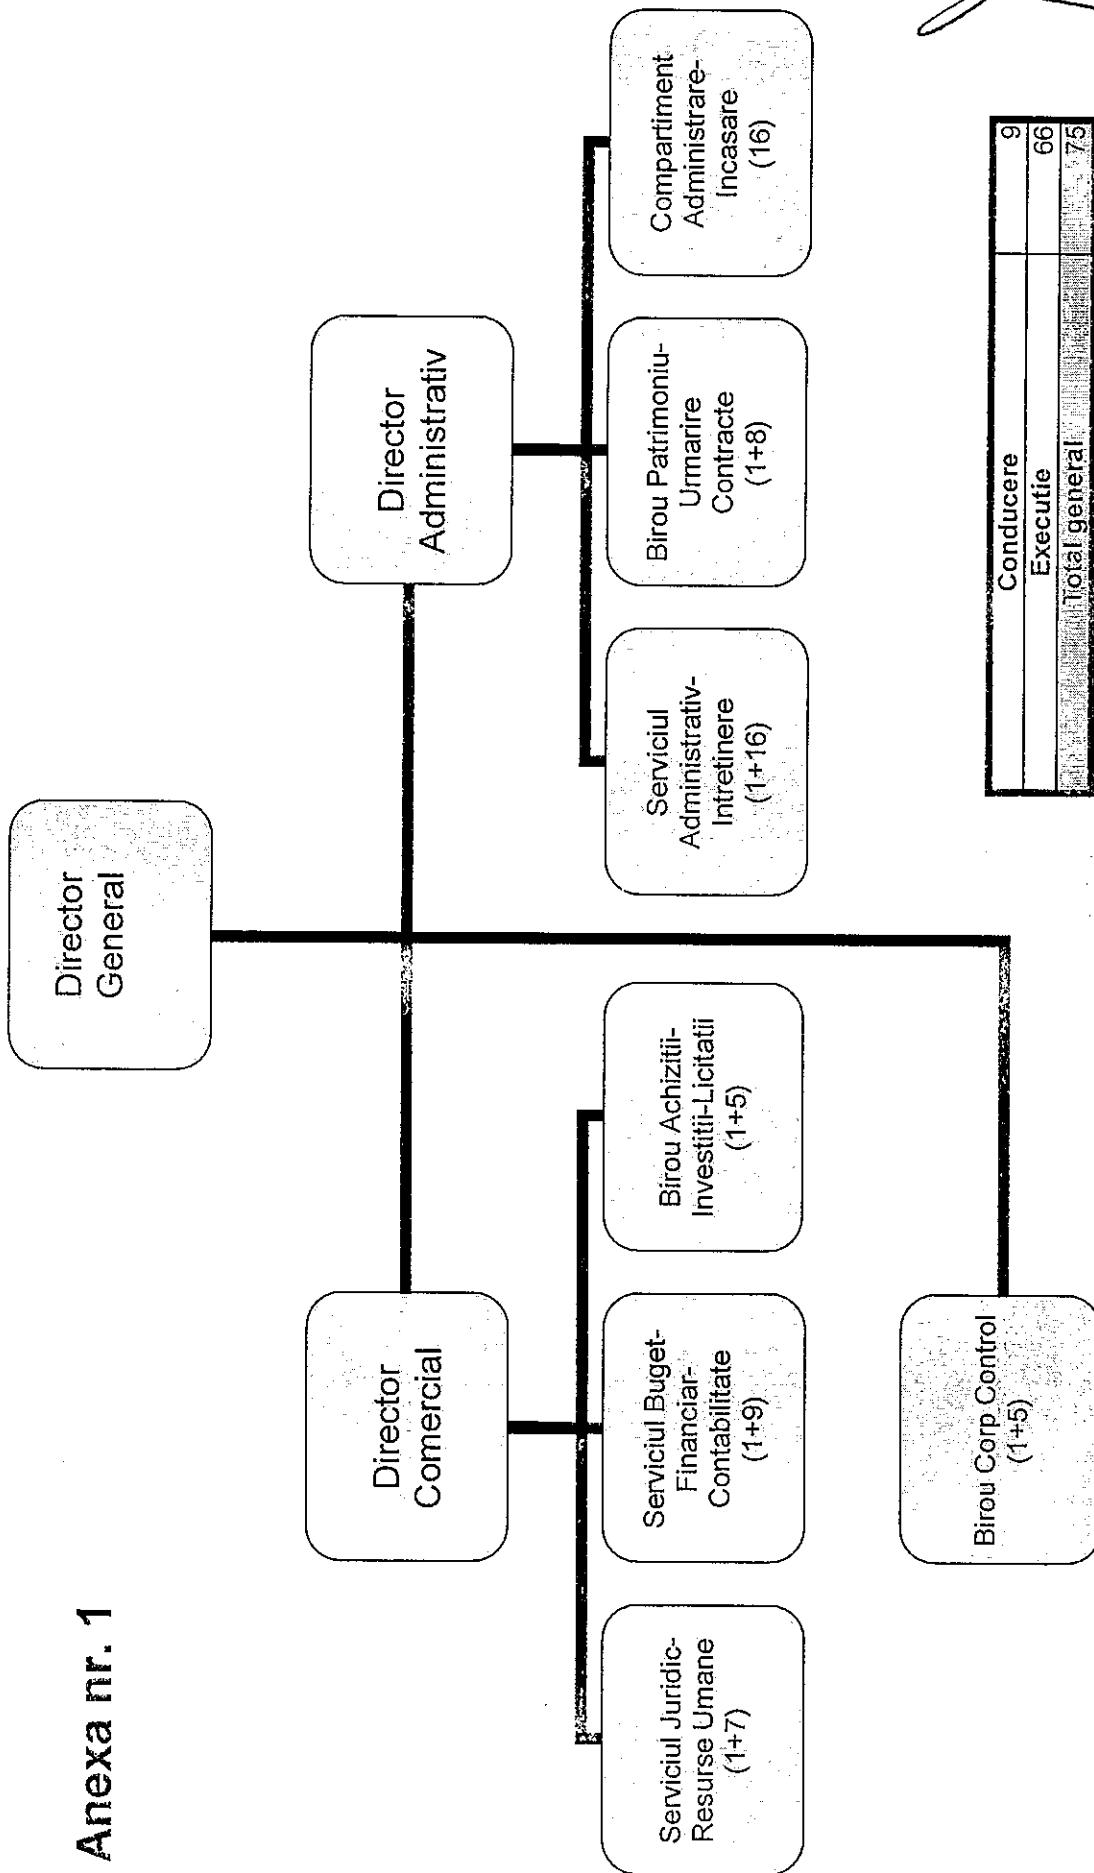 Anexa nr. 1
Director
General
Director
Comercial
Director
Administrativ
Serviciul Juridic-
Resurse Umane
(1+7)
Serviciul Buget-
Financiar-
Contabilitate
(1+9)
Birou Achizitii-
Investitii-Licitatii
(1+5)
Serviciul
Administrativ-
Intretinere
(1+16)
Birou Patrimoniu-
Urmarire
Contracte
(1+8)
Compartiment
Administrare-
Incasare
(16)
Birou Corp Control
(1+5)
Conducere 9
Executie 66
Total general 75